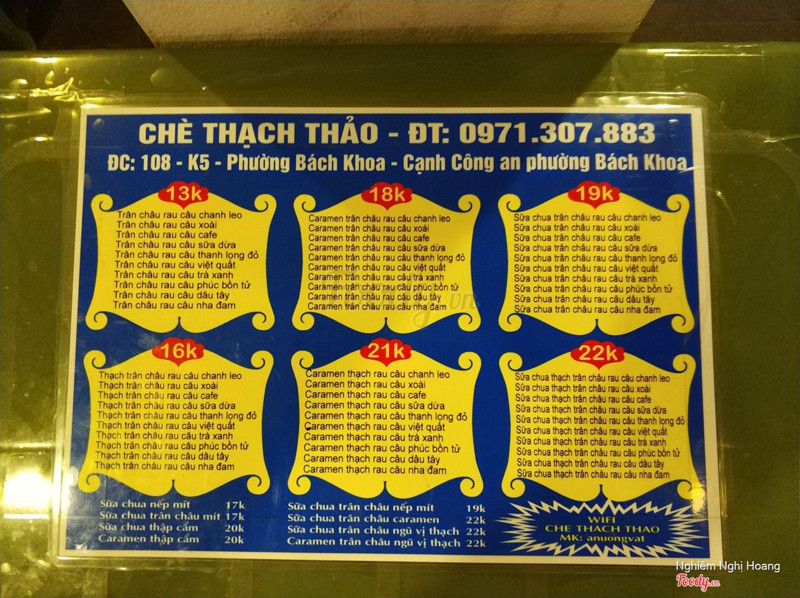 CHÈ THẠCH THẢO - ĐT: 0971.307.883
ĐC: 108 - K5 - Phường Bách Khoa - Cạnh Công an phường Bách Khoa
13k
Trân châu rau câu chanh leo
Trân châu rau câu xoài
Trân châu rau câu cafe
Trân châu rau câu sữa dừa
Trân châu rau câu thanh long đỏ
Trân châu rau câu việt quất
Trân châu rau câu trà xanh
Trân châu rau câu phúc bồn tử
Trân châu rau câu dâu tây
Trân châu rau câu nha đam
18k
Caramen trân châu rau câu chanh leo
Caramen trân châu rau câu xoài
Caramen trân châu rau câu cafe
Caramen trân châu rau câu sữa dừa
Caramen trân châu rau câu thanh long đỏ
Caramen trân châu rau câu việt quất
Caramen trân châu rau câu trà xanh
Caramen trân châu rau câu phúc bồn tử
Caramen trân châu rau câu dâu tây
Caramen trân châu rau câu nha đam
19k
Sữa chua trân châu rau câu chanh leo
Sữa chua trân châu rau câu xoài
Sữa chua trân châu rau câu cafe
Sữa chua trân châu rau câu sữa dừa
Sữa chua trân châu rau câu thanh long đỏ
Sữa chua trân châu rau câu việt quất
Sữa chua trân châu rau câu trà xanh
Sữa chua trân châu rau câu phúc bồn tử
Sữa chua trân châu rau câu dâu tây
Sữa chua trân châu rau câu nha đam
16k
Thạch trân châu rau câu chanh leo
Thạch trân châu rau câu xoài
Thạch trân châu rau câu cafe
Thạch trân châu rau câu sữa dừa
Thạch trân châu rau câu thanh long đỏ
Thạch trân châu rau câu việt quất
Thạch trân châu rau câu trà xanh
Thạch trân châu rau câu phúc bồn tử
Thạch trân châu rau câu dâu tây
Thạch trân châu rau câu nha đam
21k
Caramen thạch rau câu chanh leo
Caramen thạch rau câu xoài
Caramen thạch rau câu cafe
Caramen thạch rau câu sữa dừa
Caramen thạch rau câu thanh long đỏ
Caramen thạch rau câu việt quất
Caramen thạch rau câu trà xanh
Caramen thạch rau câu phúc bồn tử
Caramen thạch rau câu dâu tây
Caramen thạch rau câu nha đam
22k
Sữa chua thạch trân châu rau câu chanh leo
Sữa chua thạch trân châu rau câu xoài
Sữa chua thạch trân châu rau câu cafe
Sữa chua thạch trân châu rau câu sữa dừa
Sữa chua thạch trân châu rau câu thanh long đỏ
Sữa chua thạch trân châu rau câu việt quất
Sữa chua thạch trân châu rau câu trà xanh
Sữa chua thạch trân châu rau câu phúc bồn tử
Sữa chua thạch trân châu rau câu dâu tây
Sữa chua thạch trân châu rau câu nha đam
Sữa chua nếp mít 17k
Sữa chua trân châu mít 17k
Sữa chua thập cẩm 20k
Caramen thập cẩm 20k
Sữa chua trân châu nếp mít 19k
Sữa chua trân châu caramen 22k
Sữa chua trân châu ngũ vị thạch 22k
Caramen trân châu ngũ vị thạch 22k
WIFI
CHE THACH THAO
MK: anuongvat
Nghiêm Nghị Hoang
Foody.vn